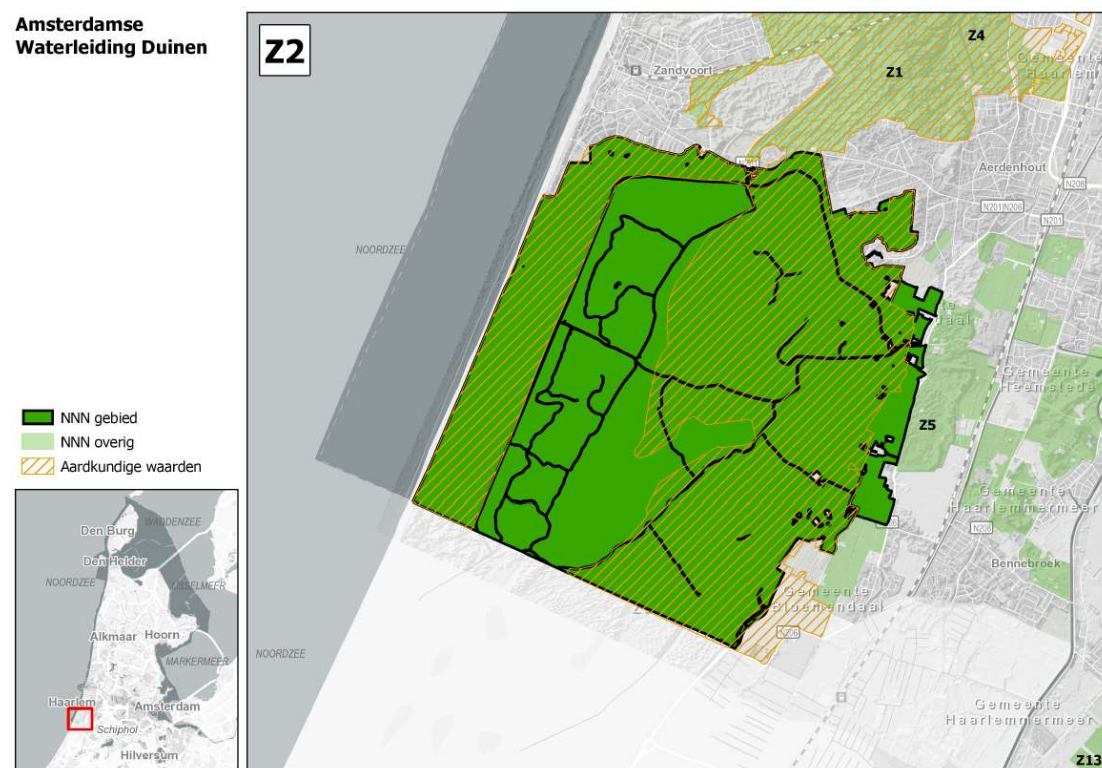 Amsterdamse
Waterleiding Duinen
Z2
Z4
Gemeente
Haarlem
Zandvoort
Z1
Aerdenhout
N208
N201|N206
N201
NOORDZEE
Gemeente
Heemstede
Z5
NNN gebied
NNN overig
Aardkundige waarden
Gemeente
Haarlemmermeer
N208
Bennebroek
Gemeente
Bloemendaal
N206
NOORDZEE
Gemeente
Haarlemmermeer
Z13
Den Burg
WADDENZEE
Den Helder
NOORDZEE
IJSSELMEER
Alkmaar
Hoorn
MARKERMEER
Haarlem
Amsterdam
Schiphol
Hilversum